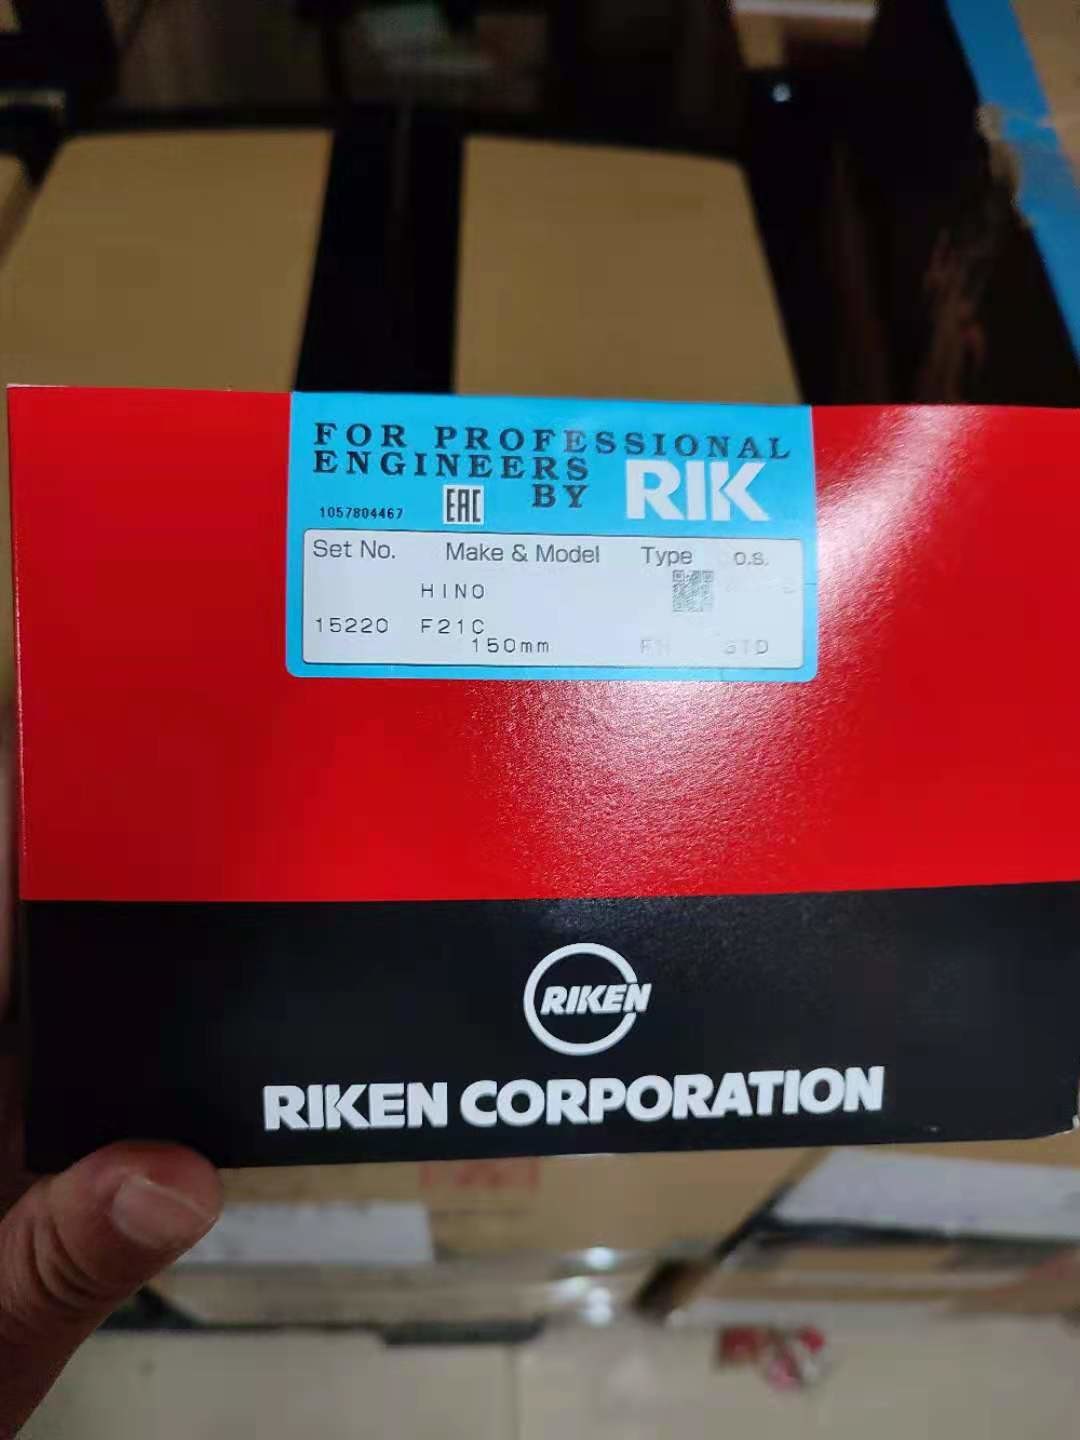 FOR PROFESSIONAL
ENGINEERS
BY RIK
1057804467 EAC
Set No. Make & Model Type o.s.
HINO
15220 F21C
150mm STD
RIKEN
RIKEN CORPORATION